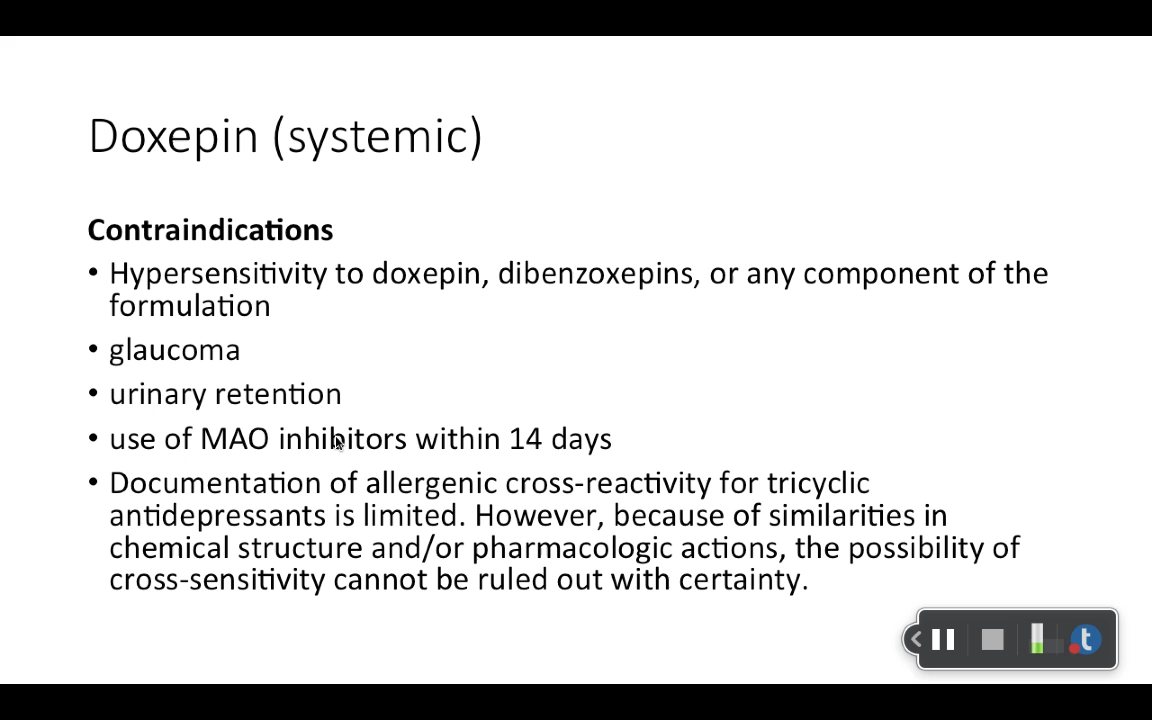 Doxepin (systemic)
Contraindications
• Hypersensitivity to doxepin, dibenzoxepins, or any component of the
formulation
• glaucoma
• urinary retention
• use of MAO inhibitors within 14 days
• Documentation of allergenic cross-reactivity for tricyclic
antidepressants is limited. However, because of similarities in
chemical structure and/or pharmacologic actions, the possibility of
cross-sensitivity cannot be ruled out with certainty.
t